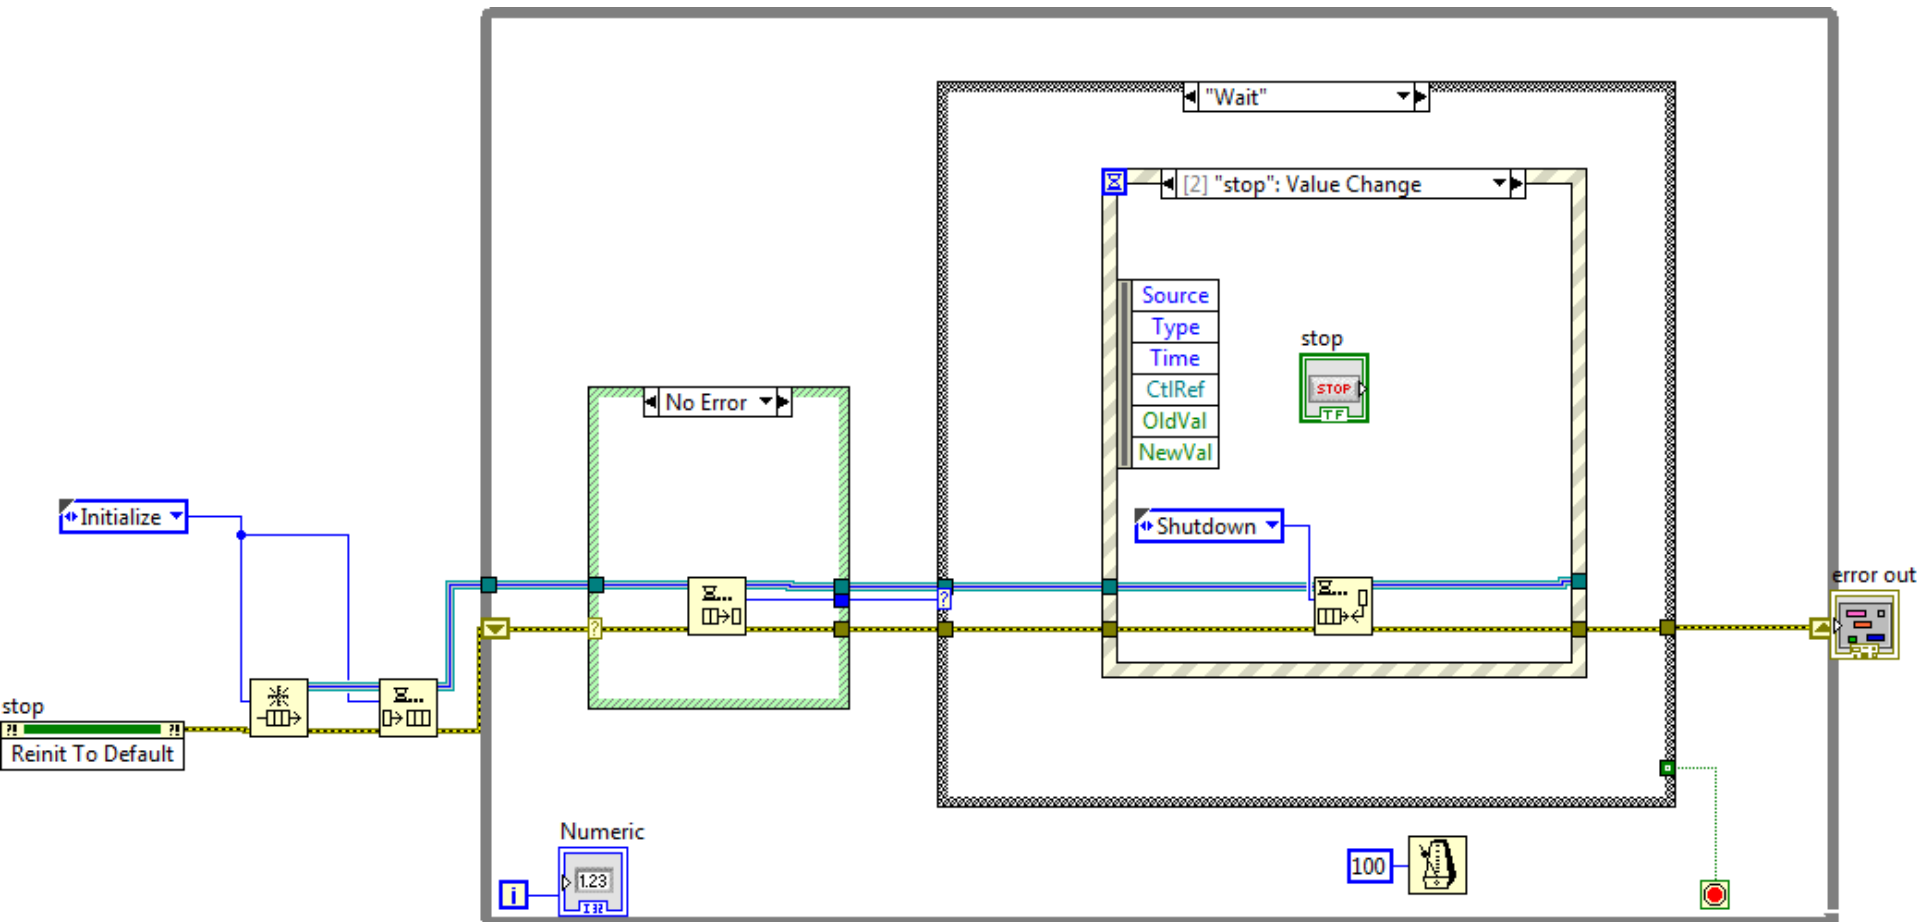 "Wait"
[2] "stop": Value Change
Source
Type
Time
CtlRef
OldVal
NewVal
stop
STOP
TF
No Error
Initialize
Shutdown
?
?
error out
stop
?! ?!
Reinit To Default
Numeric
1.23
I32
i
100